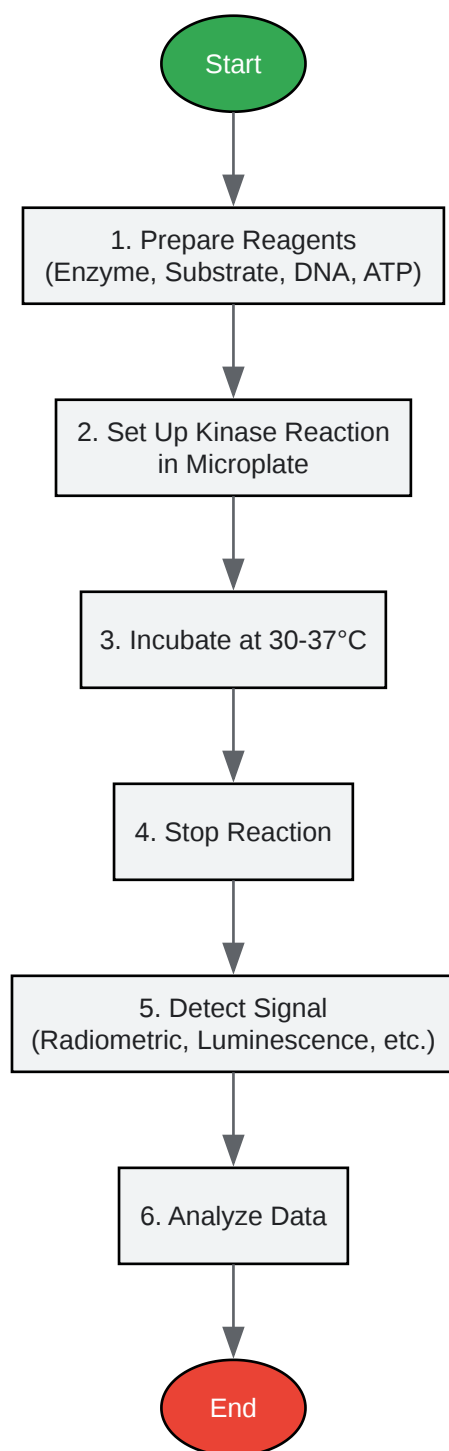 Start
1. Prepare Reagents
(Enzyme, Substrate, DNA, ATP)
2. Set Up Kinase Reaction
in Microplate
3. Incubate at 30-37°C
4. Stop Reaction
5. Detect Signal
(Radiometric, Luminescence, etc.)
6. Analyze Data
End